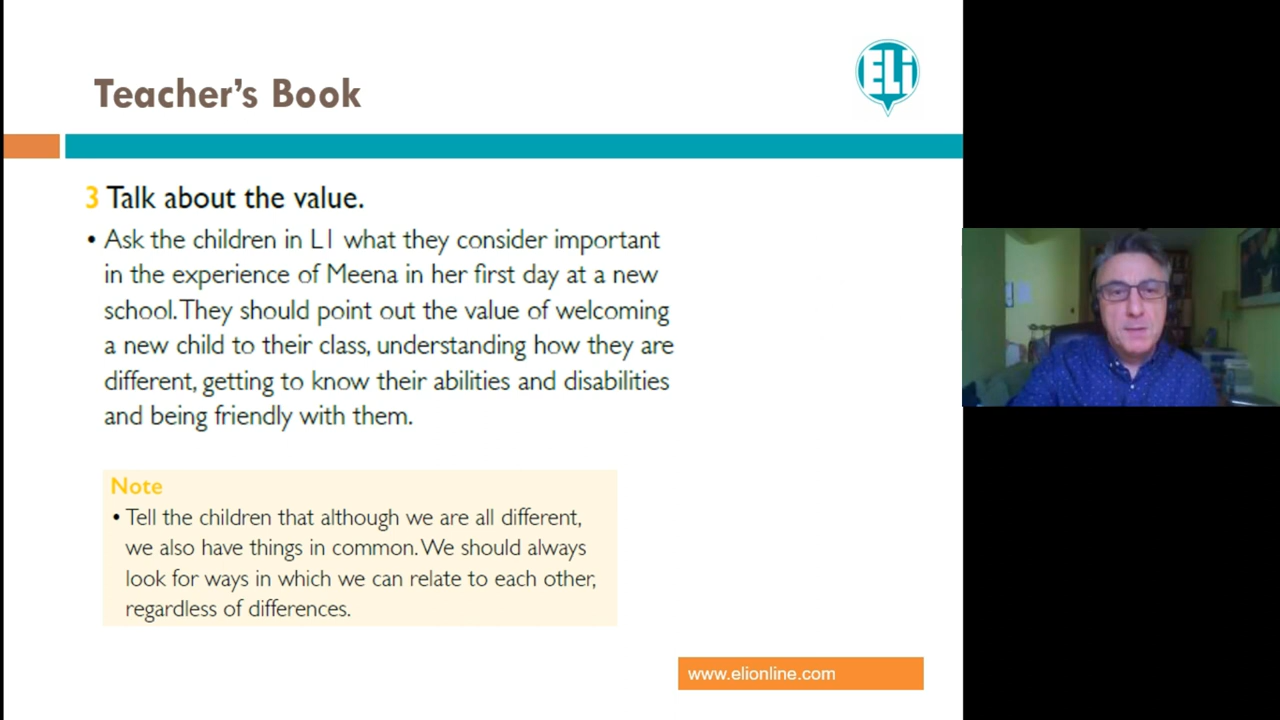 ELi
Teacher's Book
3 Talk about the value.
• Ask the children in L1 what they consider important
in the experience of Meena in her first day at a new
school. They should point out the value of welcoming
a new child to their class, understanding how they are
different, getting to know their abilities and disabilities
and being friendly with them.
Note
• Tell the children that although we are all different,
we also have things in common. We should always
look for ways in which we can relate to each other,
regardless of differences.
www.elionline.com